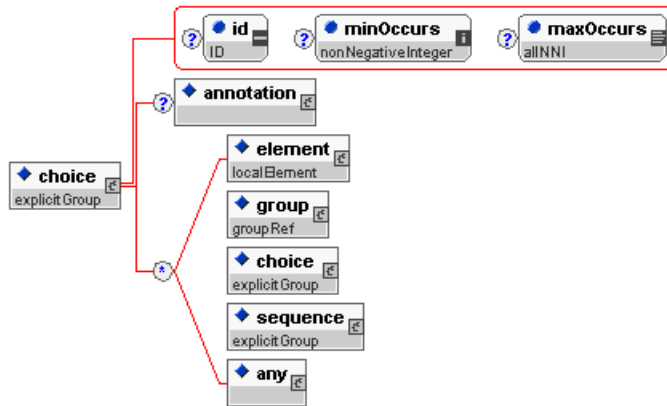 ? id
ID
? minOccurs
nonNegativeInteger
? maxOccurs
allNNI
? annotation
choice
explicitGroup
*
element
localElement
group
groupRef
choice
explicitGroup
sequence
explicitGroup
any